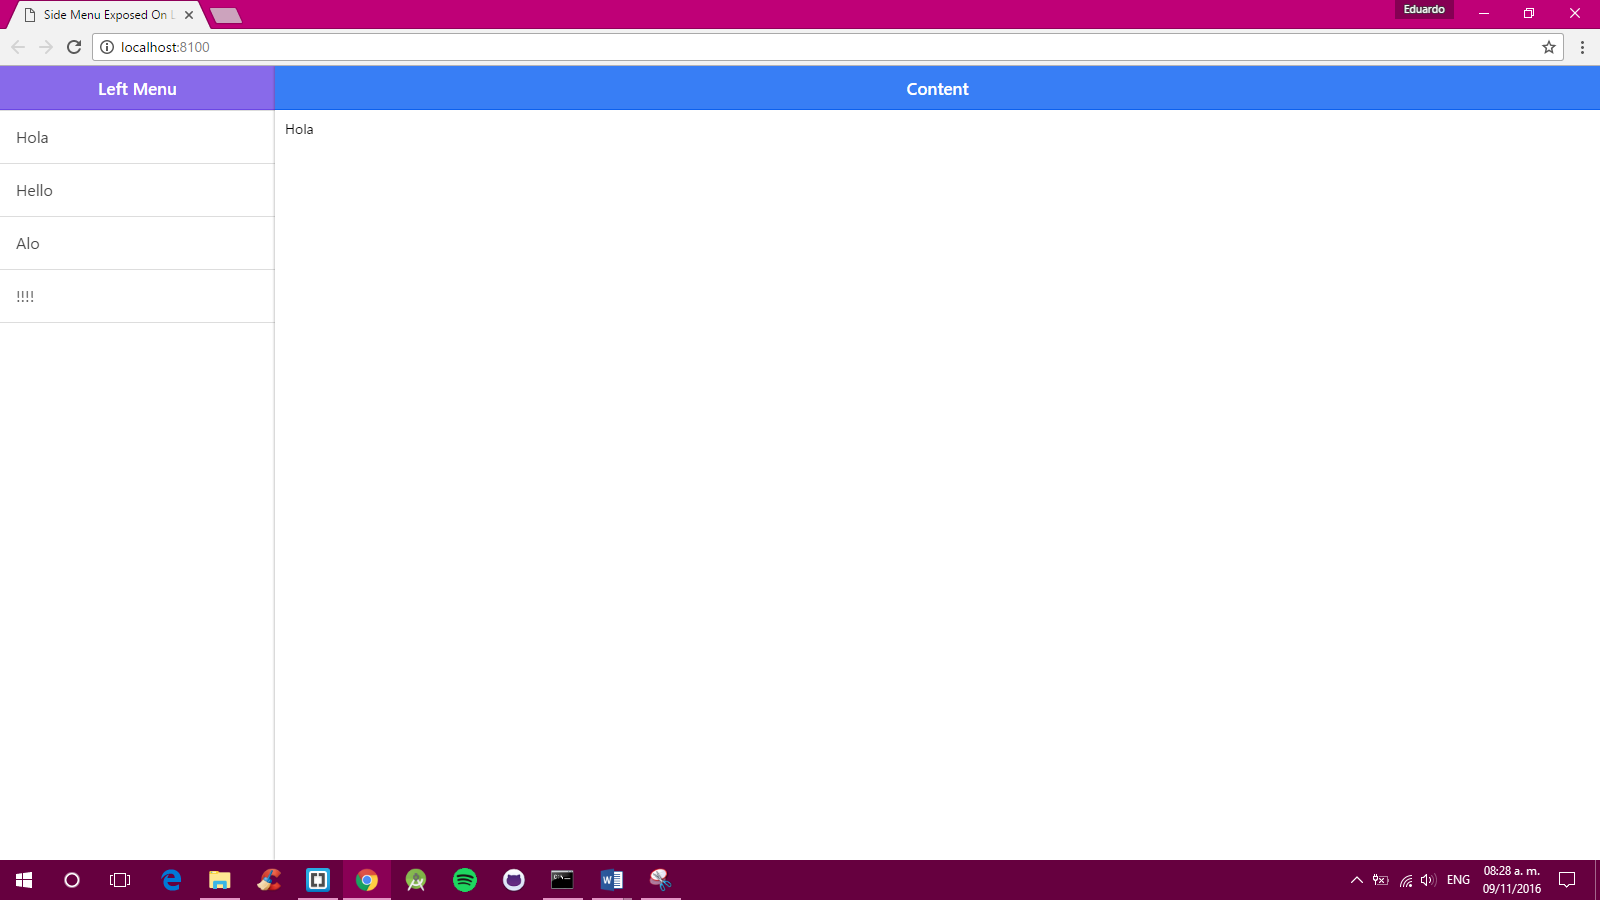 Side Menu Exposed On L
Eduardo
localhost:8100
Left Menu
Content
Hola
Hola
Hello
Alo
!!!!
ENG
08:28 a. m.
09/11/2016